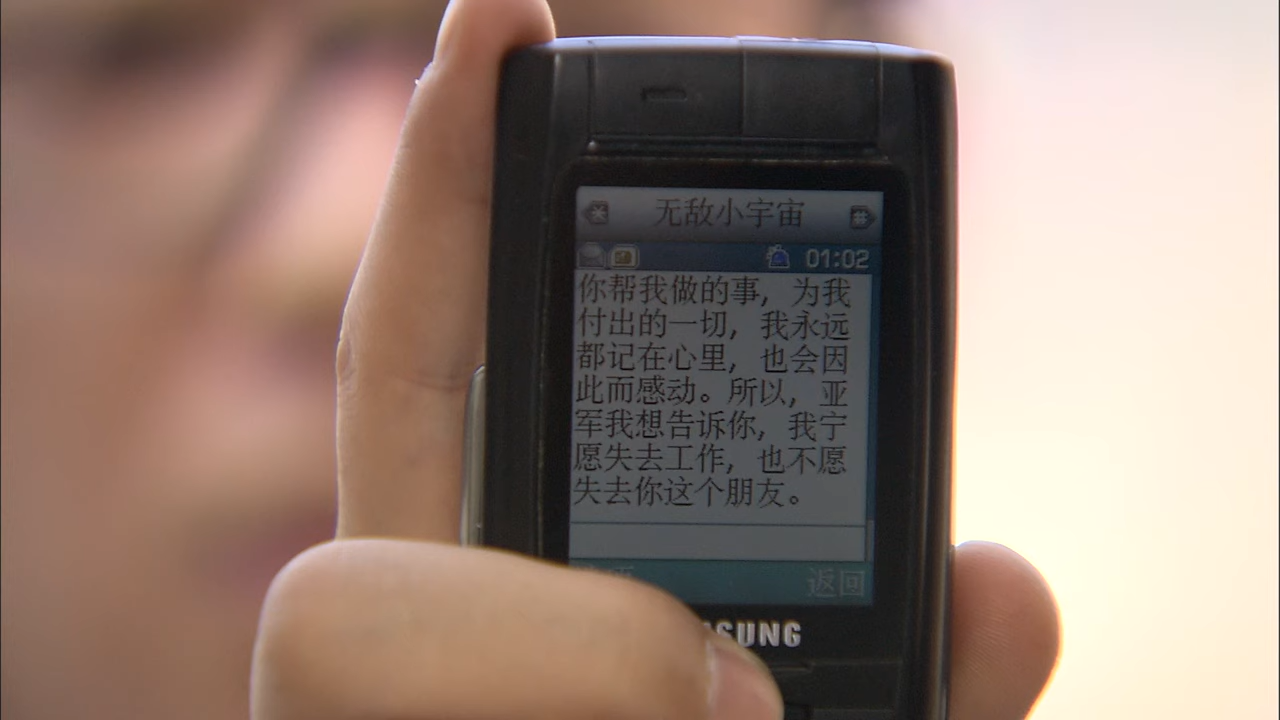 无敌小宇宙
01:02
你帮我做的事，为我
付出的一切，我永远
都记在心里，也会因
此而感动。所以，亚
军我想告诉你，我宁
愿失去工作，也不愿
失去你这个朋友。
返回
SUNG